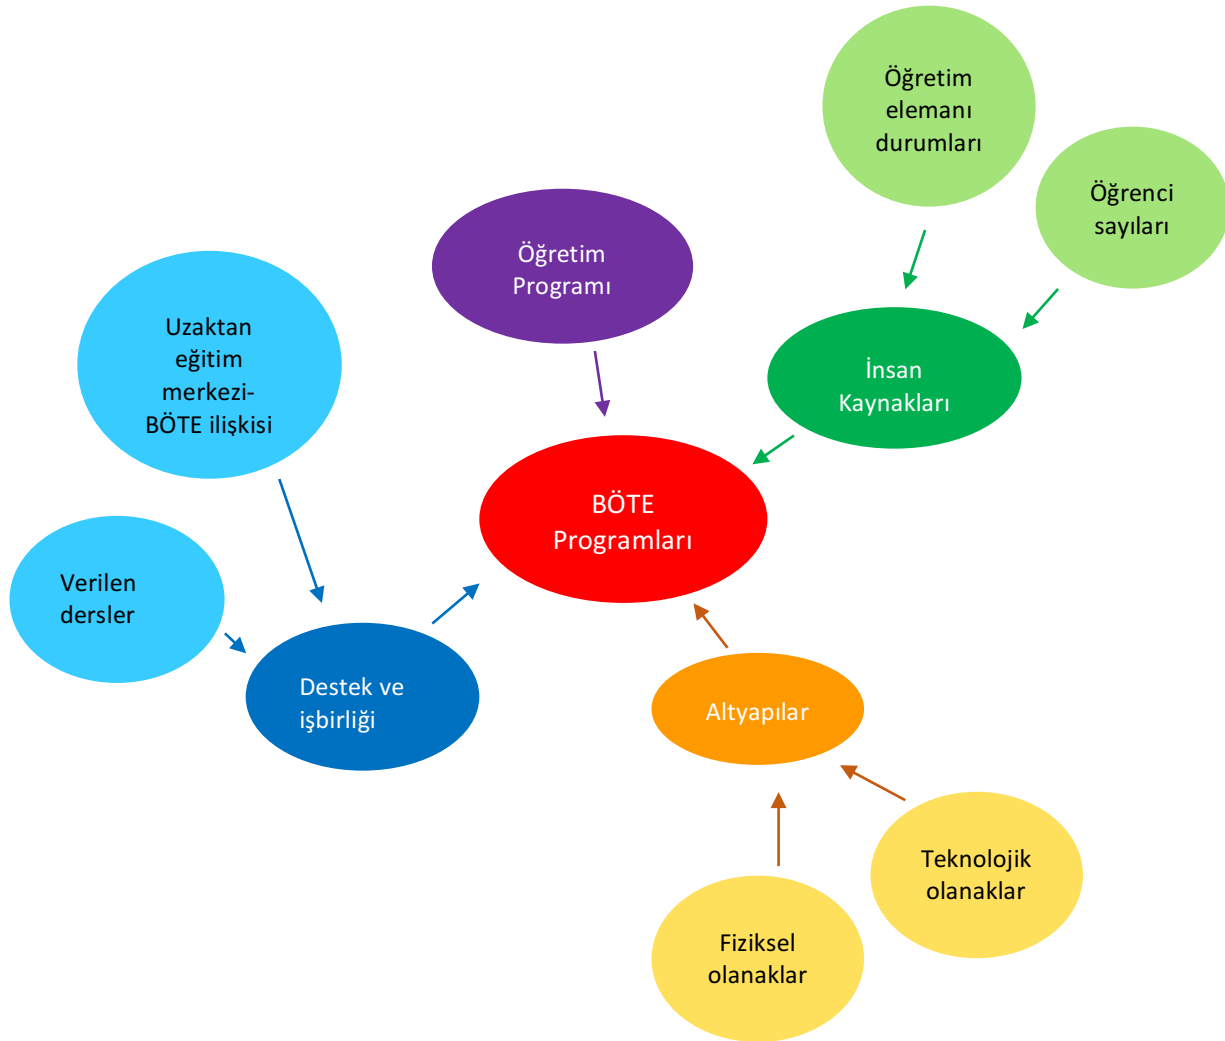 Öğretim
elemanı
durumları
Öğrenci
sayıları
Öğretim
Programı
Uzaktan
eğitim
merkezi-
BÖTE ilişkisi
İnsan
Kaynakları
BÖTE
Programları
Verilen
dersler
Destek ve
işbirliği
Altyapılar
Teknolojik
olanaklar
Fiziksel
olanaklar